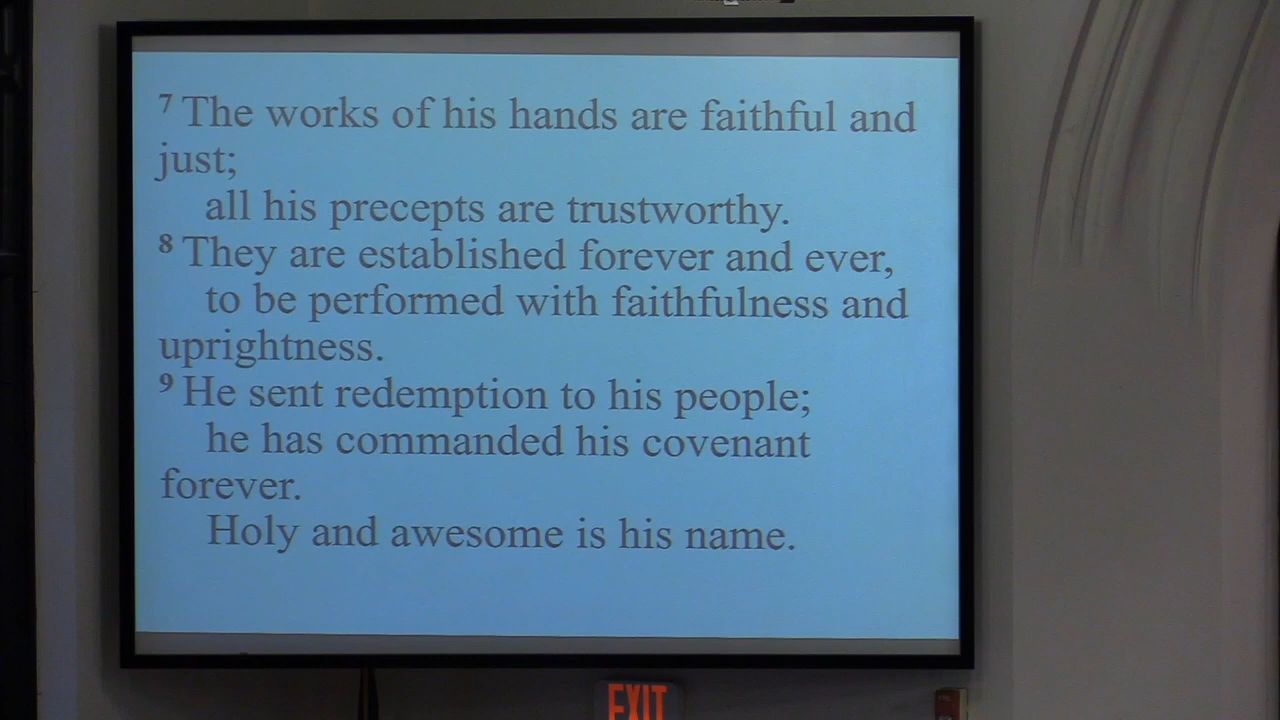 7 The works of his hands are faithful and
just;
all his precepts are trustworthy.
8 They are established forever and ever,
to be performed with faithfulness and
uprightness.
9 He sent redemption to his people;
he has commanded his covenant
forever.
Holy and awesome is his name.
EXIT